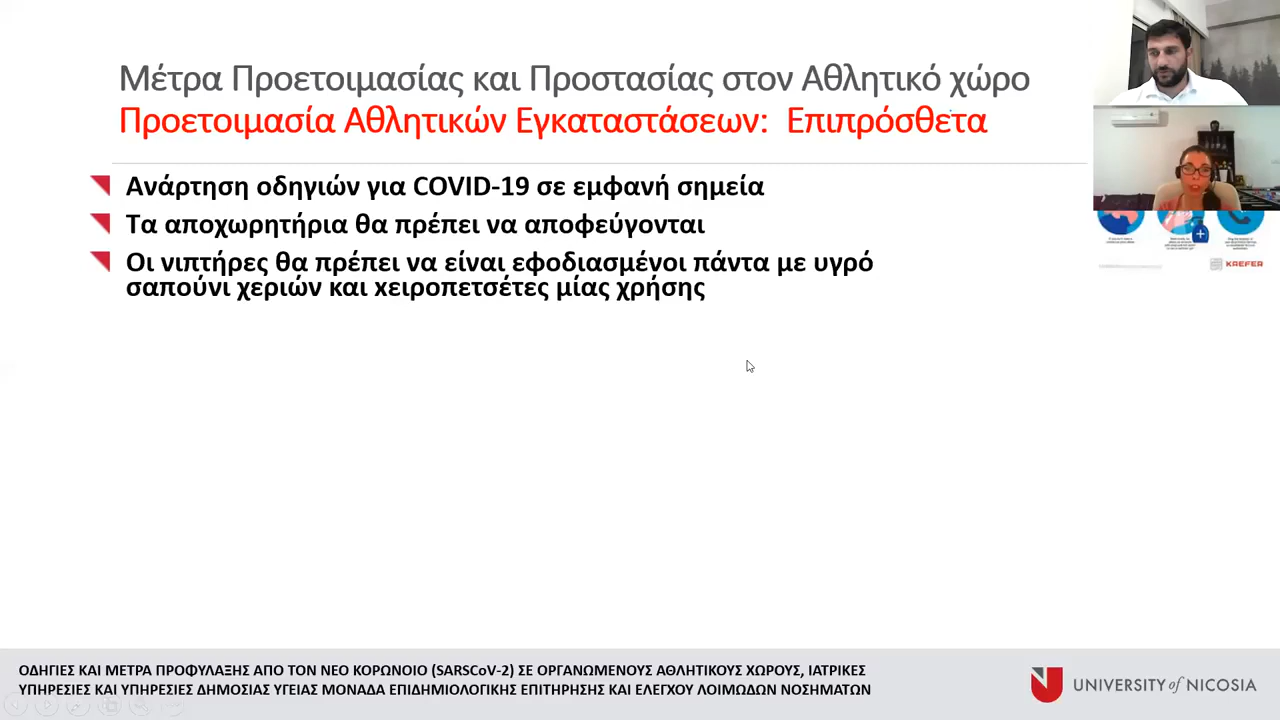 Μέτρα Προετοιμασίας και Προστασίας στον Αθλητικό χώρο
Προετοιμασία Αθλητικών Εγκαταστάσεων: Επιπρόσθετα
Ανάρτηση οδηγιών για COVID-19 σε εμφανή σημεία
Τα αποχωρητήρια θα πρέπει να αποφεύγονται
Οι νιπτήρες θα πρέπει να είναι εφοδιασμένοι πάντα με υγρό
σαπούνι χεριών και χειροπετσέτες μίας χρήσης
KAEFER
ΟΔΗΓΙΕΣ ΚΑΙ ΜΕΤΡΑ ΠΡΟΦΥΛΑΞΗΣ ΑΠΟ ΤΟΝ ΝΕΟ ΚΟΡΩΝΟΙΟ (SARSCoV-2) ΣΕ ΟΡΓΑΝΩΜΕΝΟΥΣ ΑΘΛΗΤΙΚΟΥΣ ΧΩΡΟΥΣ, ΙΑΤΡΙΚΕΣ
ΥΠΗΡΕΣΙΕΣ ΚΑΙ ΥΠΗΡΕΣΙΕΣ ΔΗΜΟΣΙΑΣ ΥΓΕΙΑΣ ΜΟΝΑΔΑ ΕΠΙΔΗΜΙΟΛΟΓΙΚΗΣ ΕΠΙΤΗΡΗΣΗΣ ΚΑΙ ΕΛΕΓΧΟΥ ΛΟΙΜΩΔΩΝ ΝΟΣΗΜΑΤΩΝ
UNIVERSITY of NICOSIA